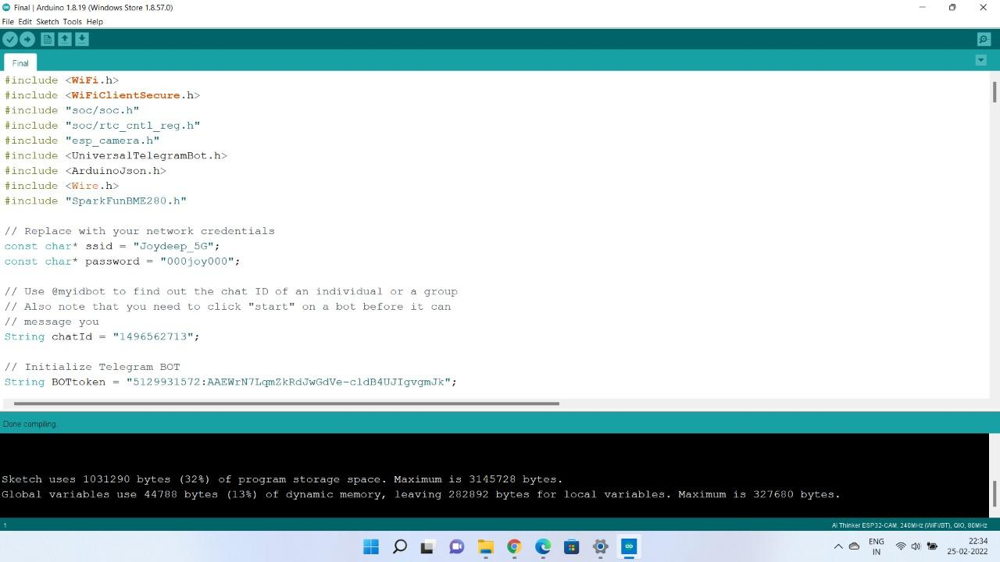 Final | Arduino 1.8.19 (Windows Store 1.8.57.0)
File Edit Sketch Tools Help
Final
#include <WiFi.h>
#include <WiFiClientSecure.h>
#include "soc/soc.h"
#include "soc/rtc_cntl_reg.h"
#include "esp_camera.h"
#include <UniversalTelegramBot.h>
#include <ArduinoJson.h>
#include <Wire.h>
#include "SparkFunBME280.h"
// Replace with your network credentials
const char* ssid = "Joydeep_5G";
const char* password = "000joy000";
// Use @myidbot to find out the chat ID of an individual or a group
// Also note that you need to click "start" on a bot before it can
// message you
String chatId = "1496562713";
// Initialize Telegram BOT
String BOTtoken = "5129931572:AAEWrN7LqmZkRdJwGdVe-cldB4UJIgvgmJk";
Done compiling.
Sketch uses 1031290 bytes (32%) of program storage space. Maximum is 3145728 bytes.
Global variables use 44788 bytes (13%) of dynamic memory, leaving 282892 bytes for local variables. Maximum is 327680 bytes.
1
AI Thinker ESP32-CAM, 240MHz (WiFi/BT), QIO, 80MHz
ENG
IN
22:34
25-02-2022